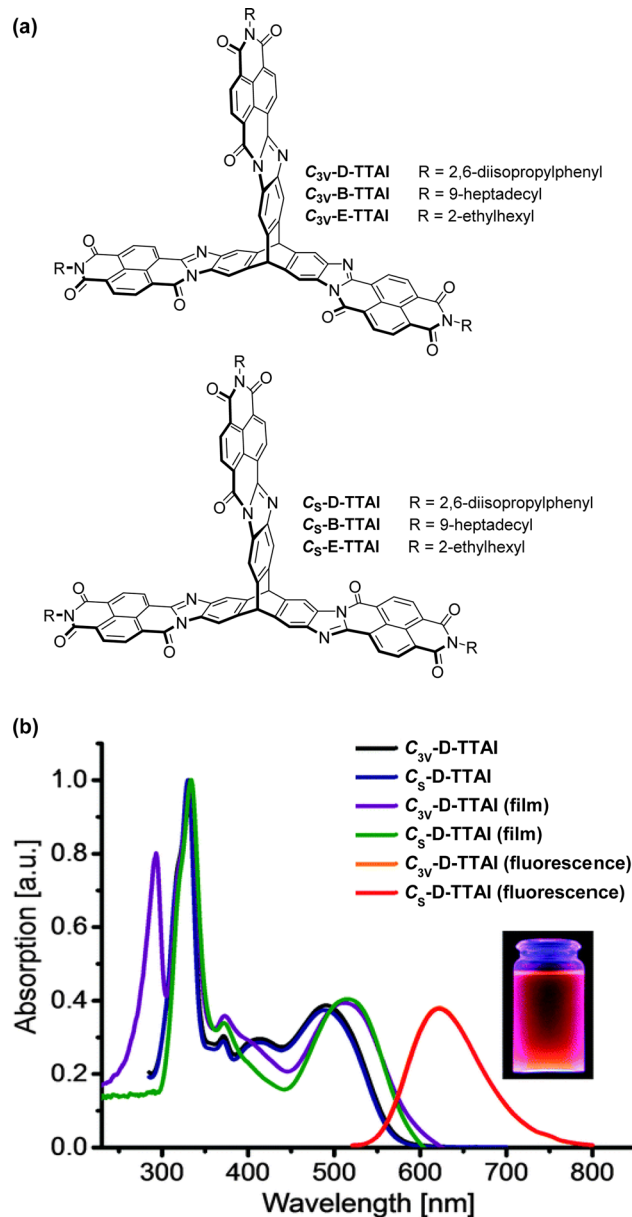 (a)
R
O N O
O N N
C3V-D-TTAI R = 2,6-diisopropylphenyl
C3V-B-TTAI R = 9-heptadecyl
C3V-E-TTAI R = 2-ethylhexyl
O N N O
R-N N N N-R
O O O O
R
O N O
O N N
CS-D-TTAI R = 2,6-diisopropylphenyl
CS-B-TTAI R = 9-heptadecyl
CS-E-TTAI R = 2-ethylhexyl
O N O O
R-N N N N-R
O O N O
(b)
C3V-D-TTAI
CS-D-TTAI
C3V-D-TTAI (film)
CS-D-TTAI (film)
C3V-D-TTAI (fluorescence)
CS-D-TTAI (fluorescence)
Absorption [a.u.]
1.0
0.8
0.6
0.4
0.2
0.0
300 400 500 600 700 800
Wavelength [nm]